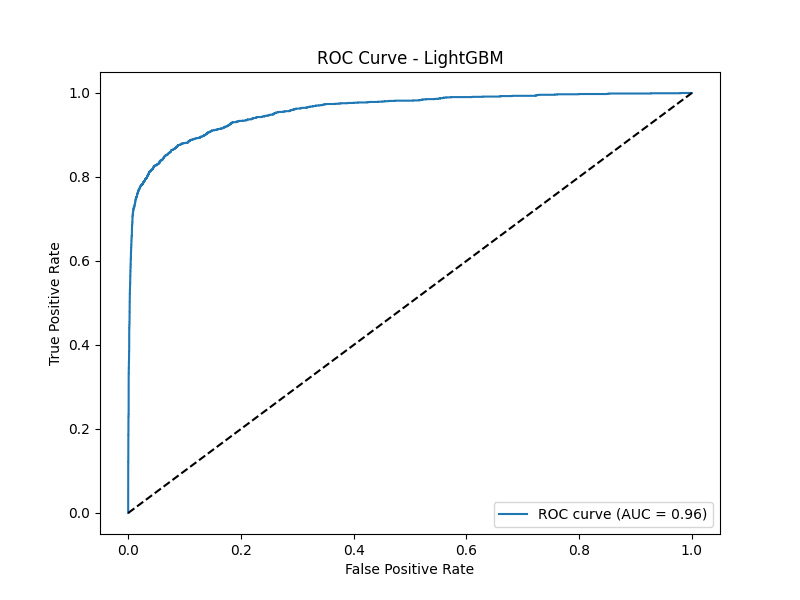 ROC Curve - LightGBM
True Positive Rate
1.0
0.8
0.6
0.4
0.2
0.0
0.0 0.2 0.4 0.6 0.8 1.0
False Positive Rate
ROC curve (AUC = 0.96)